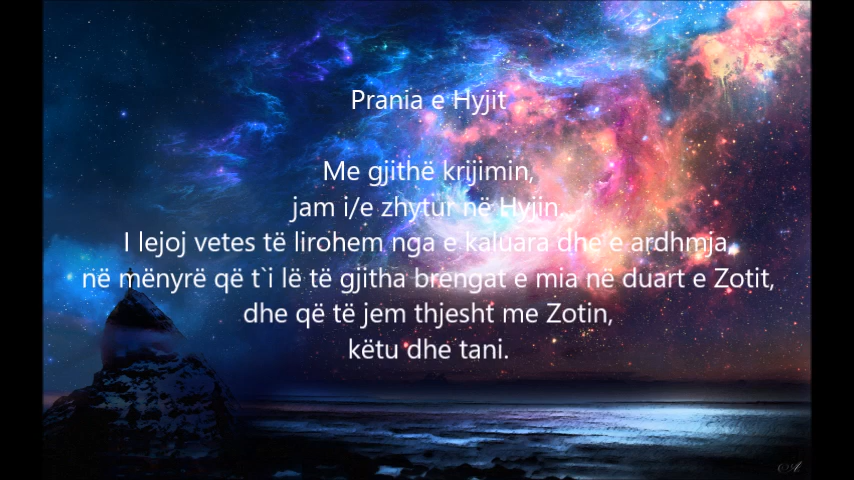 Prania e Hyjit
Me gjithë krijimin,
jam i/e zhytur në Hyjin.
I lejoj vetes të lirohem nga e kaluara dhe e ardhmja,
në mënyrë që t`i lë të gjitha brengat e mia në duart e Zotit,
dhe që të jem thjesht me Zotin,
këtu dhe tani.